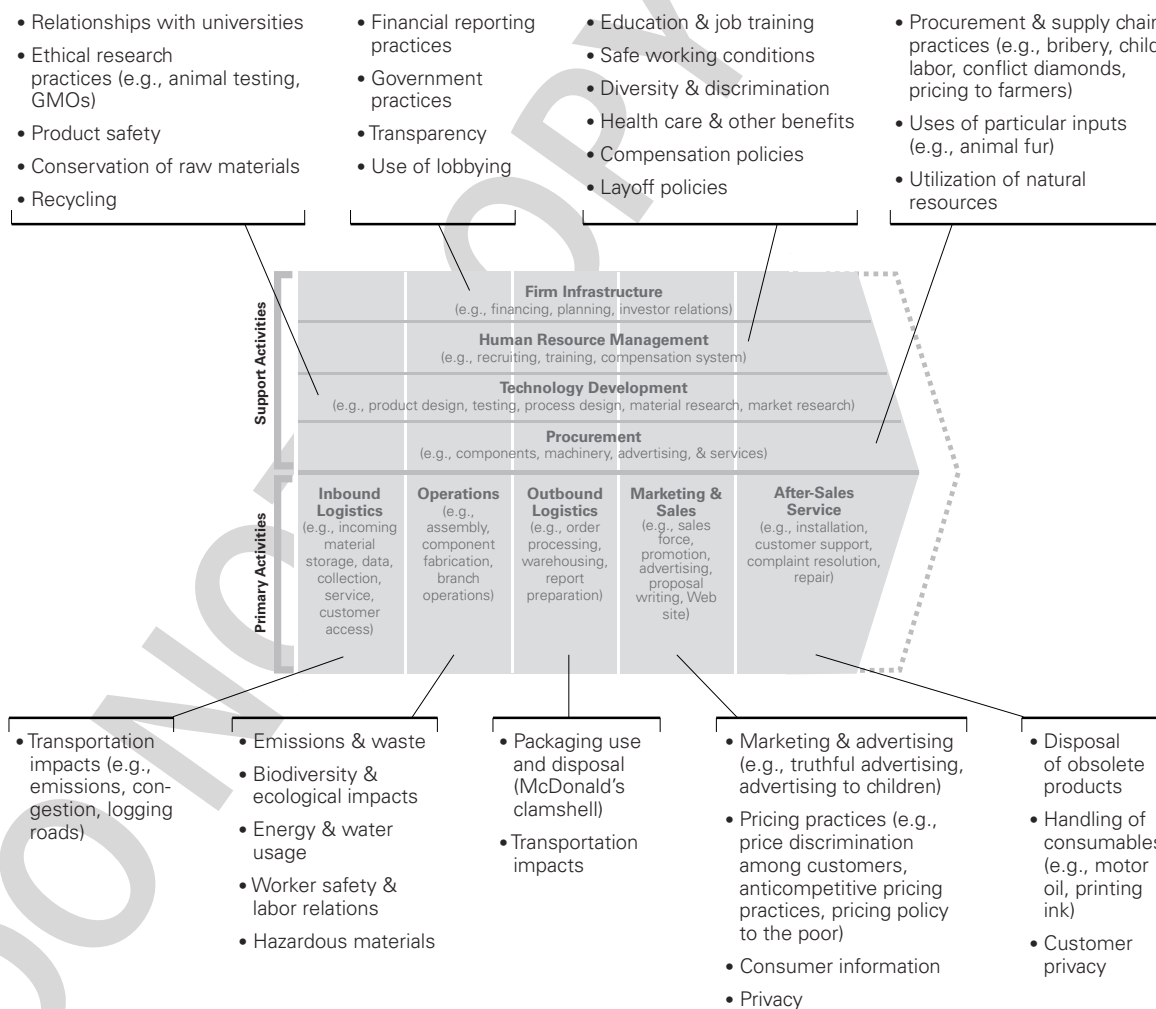 • Relationships with universities
• Ethical research
practices (e.g., animal testing,
GMOs)
• Product safety
• Conservation of raw materials
• Recycling
• Financial reporting
practices
• Government
practices
• Transparency
• Use of lobbying
• Education & job training
• Safe working conditions
• Diversity & discrimination
• Health care & other benefits
• Compensation policies
• Layoff policies
• Procurement & supply chain
practices (e.g., bribery, child
labor, conflict diamonds,
pricing to farmers)
• Uses of particular inputs
(e.g., animal fur)
• Utilization of natural
resources
Support Activities
Firm Infrastructure
(e.g., financing, planning, investor relations)
Human Resource Management
(e.g., recruiting, training, compensation system)
Technology Development
(e.g., product design, testing, process design, material research, market research)
Procurement
(e.g., components, machinery, advertising, & services)
Primary Activities
Inbound
Logistics
(e.g., incoming
material
storage, data,
collection,
service,
customer
access)
Operations
(e.g.,
assembly,
component
fabrication,
branch
operations)
Outbound
Logistics
(e.g., order
processing,
warehousing,
report
preparation)
Marketing &
Sales
(e.g., sales
force,
promotion,
advertising,
proposal
writing, Web
site)
After-Sales
Service
(e.g., installation,
customer support,
complaint resolution,
repair)
• Transportation
impacts (e.g.,
emissions, con-
gestion, logging
roads)
• Emissions & waste
• Biodiversity &
ecological impacts
• Energy & water
usage
• Worker safety &
labor relations
• Hazardous materials
• Packaging use
and disposal
(McDonald's
clamshell)
• Transportation
impacts
• Marketing & advertising
(e.g., truthful advertising,
advertising to children)
• Pricing practices (e.g.,
price discrimination
among customers,
anticompetitive pricing
practices, pricing policy
to the poor)
• Consumer information
• Privacy
• Disposal
of obsolete
products
• Handling of
consumables
(e.g., motor
oil, printing
ink)
• Customer
privacy